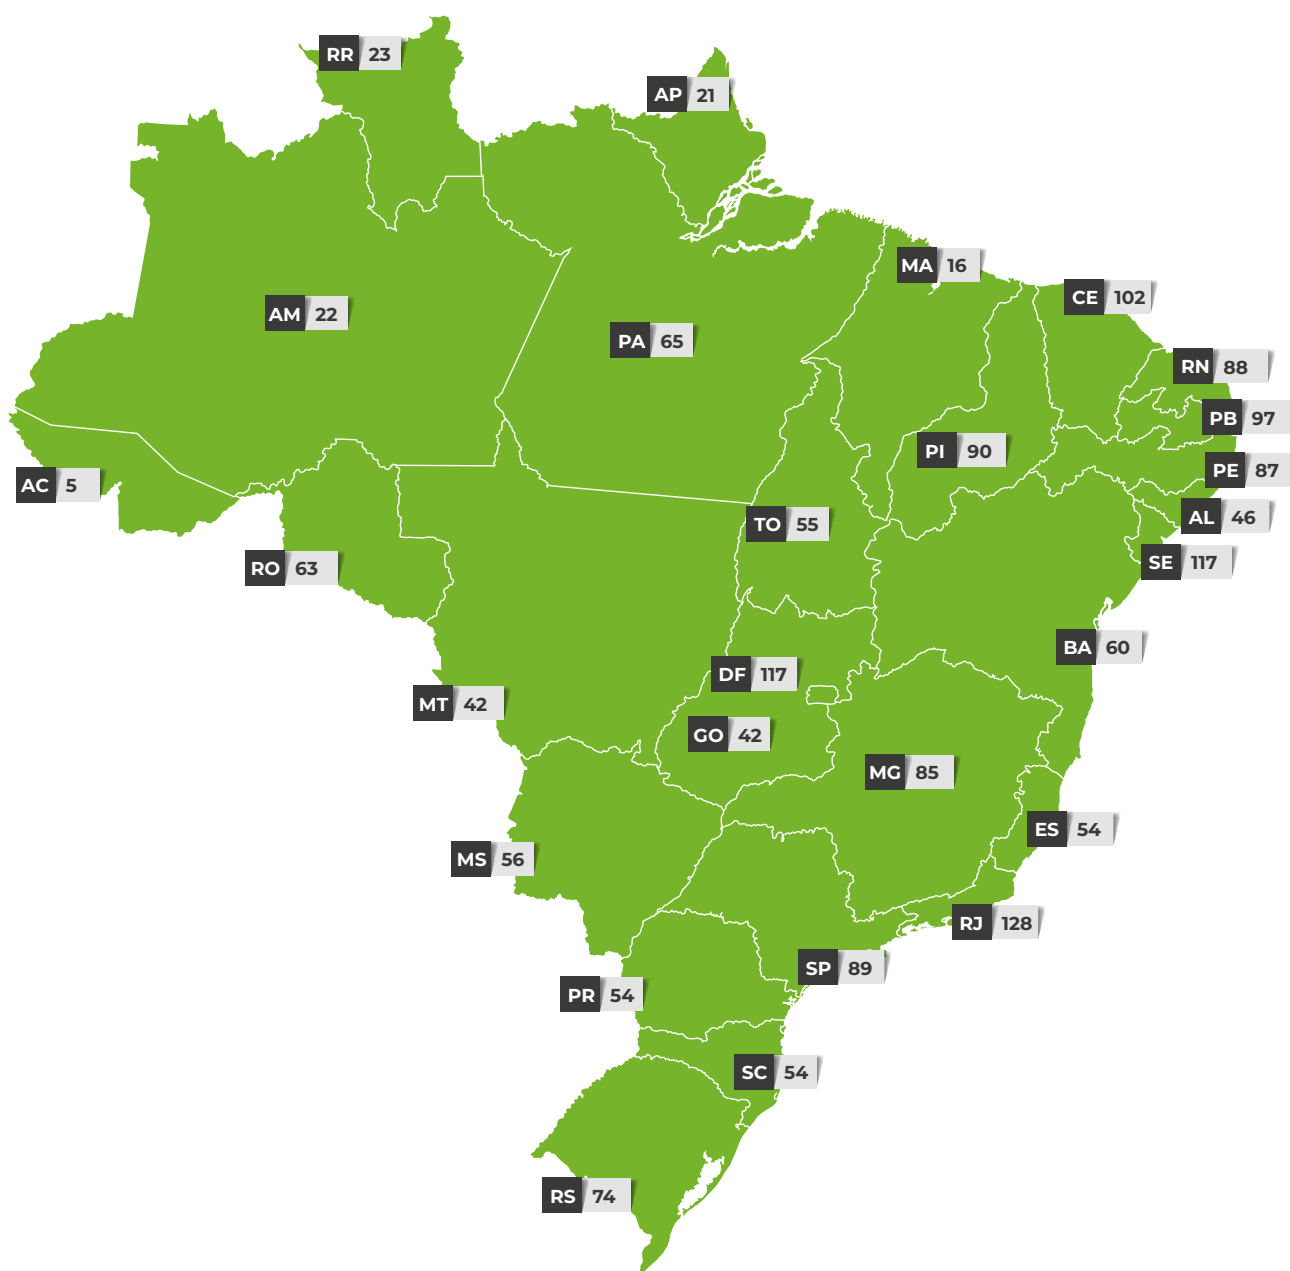 RR 23
AP 21
MA 16
CE 102
AM 22
PA 65
RN 88
PB 97
PI 90
PE 87
AC 5
AL 46
TO 55
SE 117
RO 63
BA 60
DF 117
MT 42
GO 42
MG 85
ES 54
MS 56
RJ 128
SP 89
PR 54
SC 54
RS 74